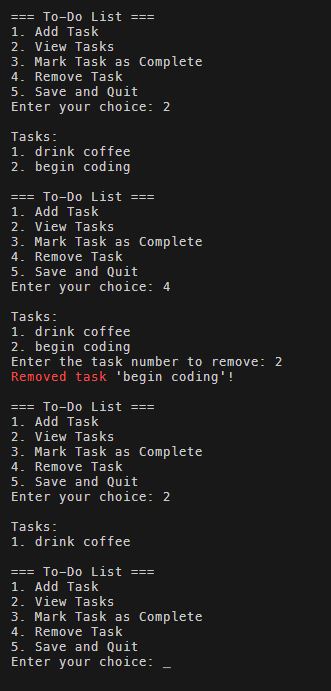 === To-Do List ===
1. Add Task
2. View Tasks
3. Mark Task as Complete
4. Remove Task
5. Save and Quit
Enter your choice: 2

Tasks:
1. drink coffee
2. begin coding

=== To-Do List ===
1. Add Task
2. View Tasks
3. Mark Task as Complete
4. Remove Task
5. Save and Quit
Enter your choice: 4

Tasks:
1. drink coffee
2. begin coding
Enter the task number to remove: 2
Removed task 'begin coding'!

=== To-Do List ===
1. Add Task
2. View Tasks
3. Mark Task as Complete
4. Remove Task
5. Save and Quit
Enter your choice: 2

Tasks:
1. drink coffee

=== To-Do List ===
1. Add Task
2. View Tasks
3. Mark Task as Complete
4. Remove Task
5. Save and Quit
Enter your choice: _